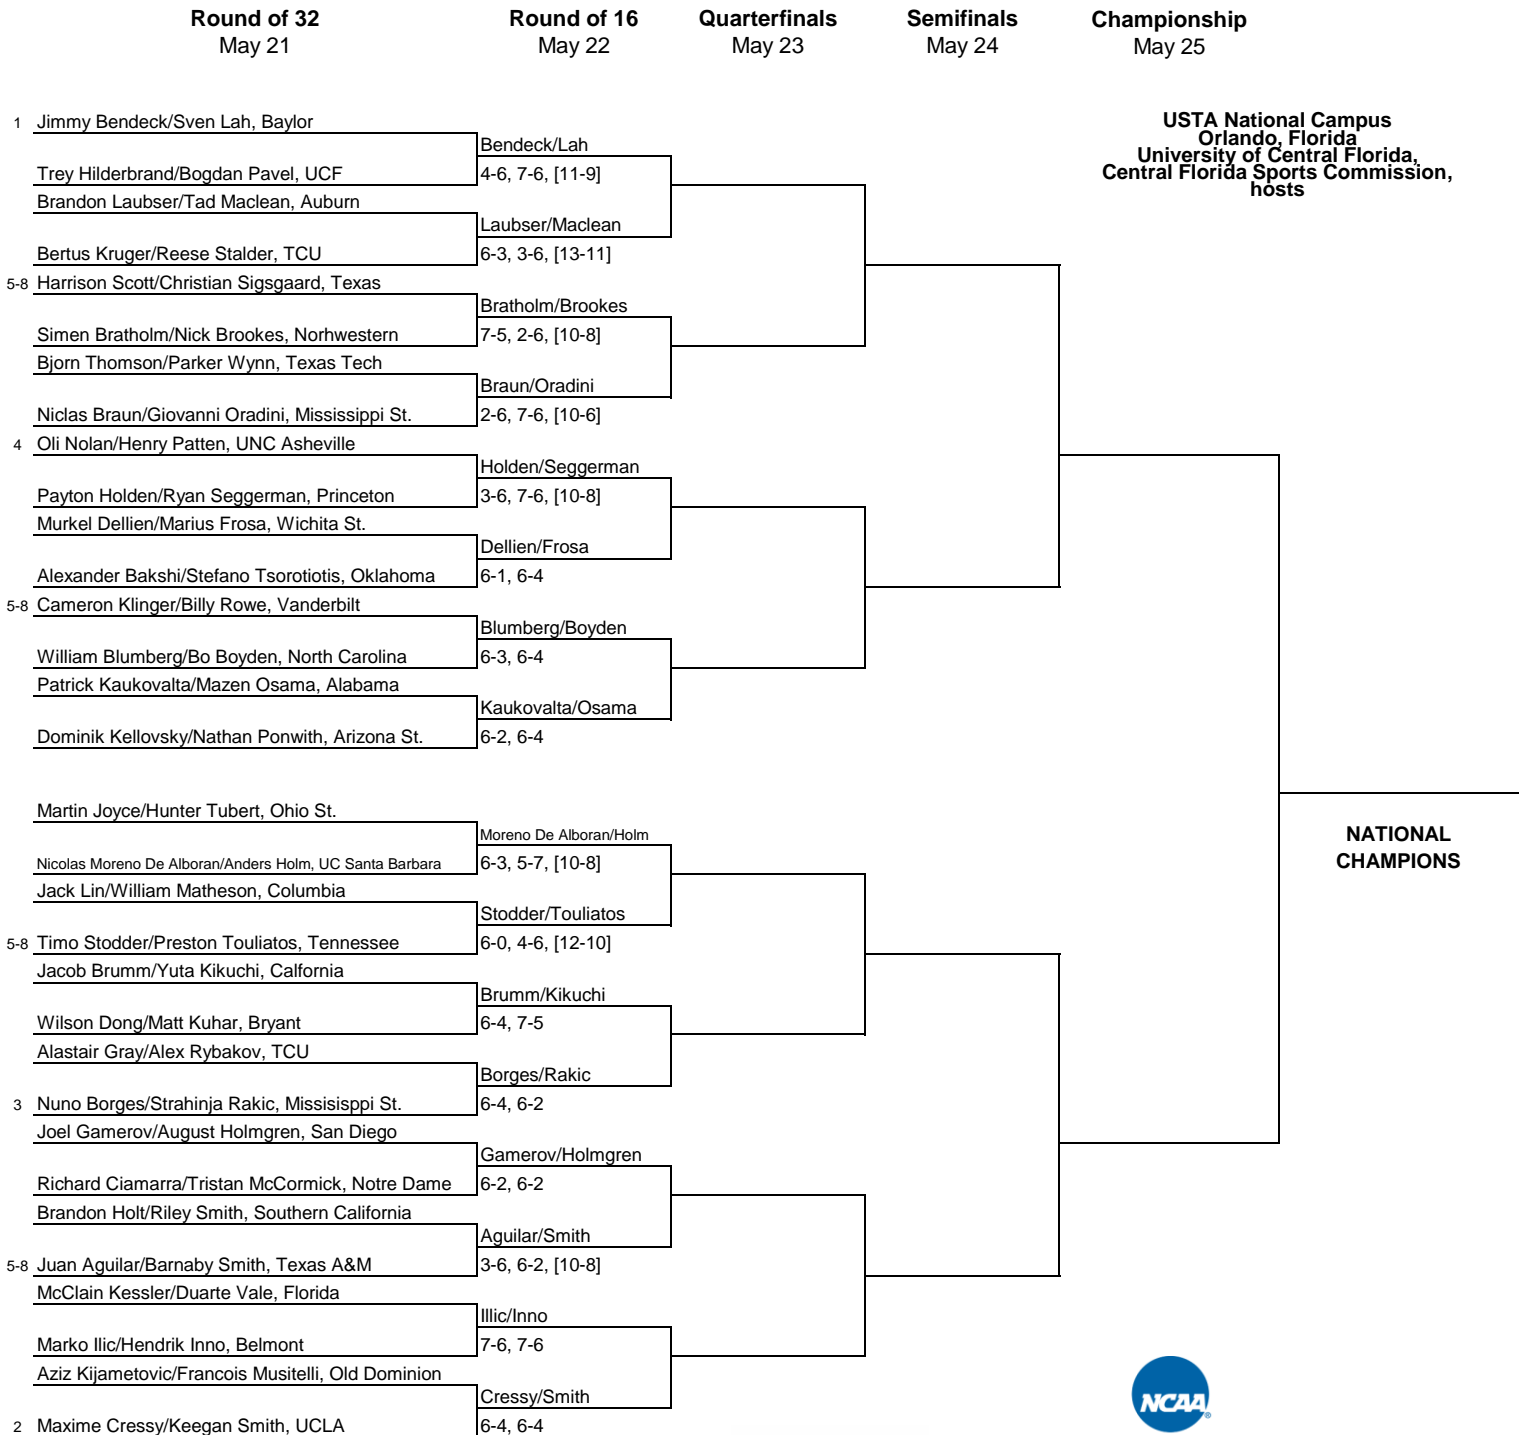 Round of 32 Round of 16 Quarterfinals Semifinals Championship
May 21 May 22 May 23 May 24 May 25
USTA National Campus
Orlando, Florida
University of Central Florida,
Central Florida Sports Commission,
hosts
1 Jimmy Bendeck/Sven Lah, Baylor
Bendeck/Lah
Trey Hilderbrand/Bogdan Pavel, UCF 4-6, 7-6, [11-9]
Brandon Laubser/Tad Maclean, Auburn
Laubser/Maclean
Bertus Kruger/Reese Stalder, TCU 6-3, 3-6, [13-11]
5-8 Harrison Scott/Christian Sigsgaard, Texas
Bratholm/Brookes
Simen Bratholm/Nick Brookes, Norhwestern 7-5, 2-6, [10-8]
Bjorn Thomson/Parker Wynn, Texas Tech
Braun/Oradini
Niclas Braun/Giovanni Oradini, Mississippi St. 2-6, 7-6, [10-6]
4 Oli Nolan/Henry Patten, UNC Asheville
Holden/Seggerman
Payton Holden/Ryan Seggerman, Princeton 3-6, 7-6, [10-8]
Murkel Dellien/Marius Frosa, Wichita St.
Dellien/Frosa
Alexander Bakshi/Stefano Tsorotiotis, Oklahoma 6-1, 6-4
5-8 Cameron Klinger/Billy Rowe, Vanderbilt
Blumberg/Boyden
William Blumberg/Bo Boyden, North Carolina 6-3, 6-4
Patrick Kaukovalta/Mazen Osama, Alabama
Kaukovalta/Osama
Dominik Kellovsky/Nathan Ponwith, Arizona St. 6-2, 6-4
Martin Joyce/Hunter Tubert, Ohio St.
Moreno De Alboran/Holm
Nicolas Moreno De Alboran/Anders Holm, UC Santa Barbara 6-3, 5-7, [10-8]
NATIONAL
CHAMPIONS
Jack Lin/William Matheson, Columbia
Stodder/Touliatos
5-8 Timo Stodder/Preston Touliatos, Tennessee 6-0, 4-6, [12-10]
Jacob Brumm/Yuta Kikuchi, Calfornia
Brumm/Kikuchi
Wilson Dong/Matt Kuhar, Bryant 6-4, 7-5
Alastair Gray/Alex Rybakov, TCU
Borges/Rakic
3 Nuno Borges/Strahinja Rakic, Missisisppi St. 6-4, 6-2
Joel Gamerov/August Holmgren, San Diego
Gamerov/Holmgren
Richard Ciamarra/Tristan McCormick, Notre Dame 6-2, 6-2
Brandon Holt/Riley Smith, Southern California
Aguilar/Smith
5-8 Juan Aguilar/Barnaby Smith, Texas A&M 3-6, 6-2, [10-8]
McClain Kessler/Duarte Vale, Florida
Illic/Inno
Marko Ilic/Hendrik Inno, Belmont 7-6, 7-6
Aziz Kijametovic/Francois Musitelli, Old Dominion
Cressy/Smith
2 Maxime Cressy/Keegan Smith, UCLA 6-4, 6-4
NCAA®